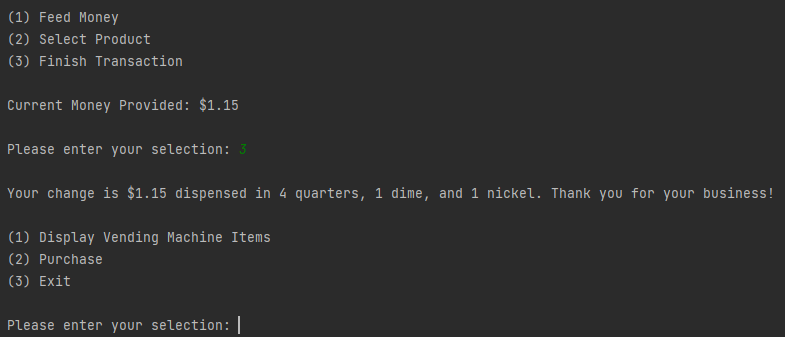 (1) Feed Money
(2) Select Product
(3) Finish Transaction
Current Money Provided: $1.15
Please enter your selection: 3
Your change is $1.15 dispensed in 4 quarters, 1 dime, and 1 nickel. Thank you for your business!
(1) Display Vending Machine Items
(2) Purchase
(3) Exit
Please enter your selection: